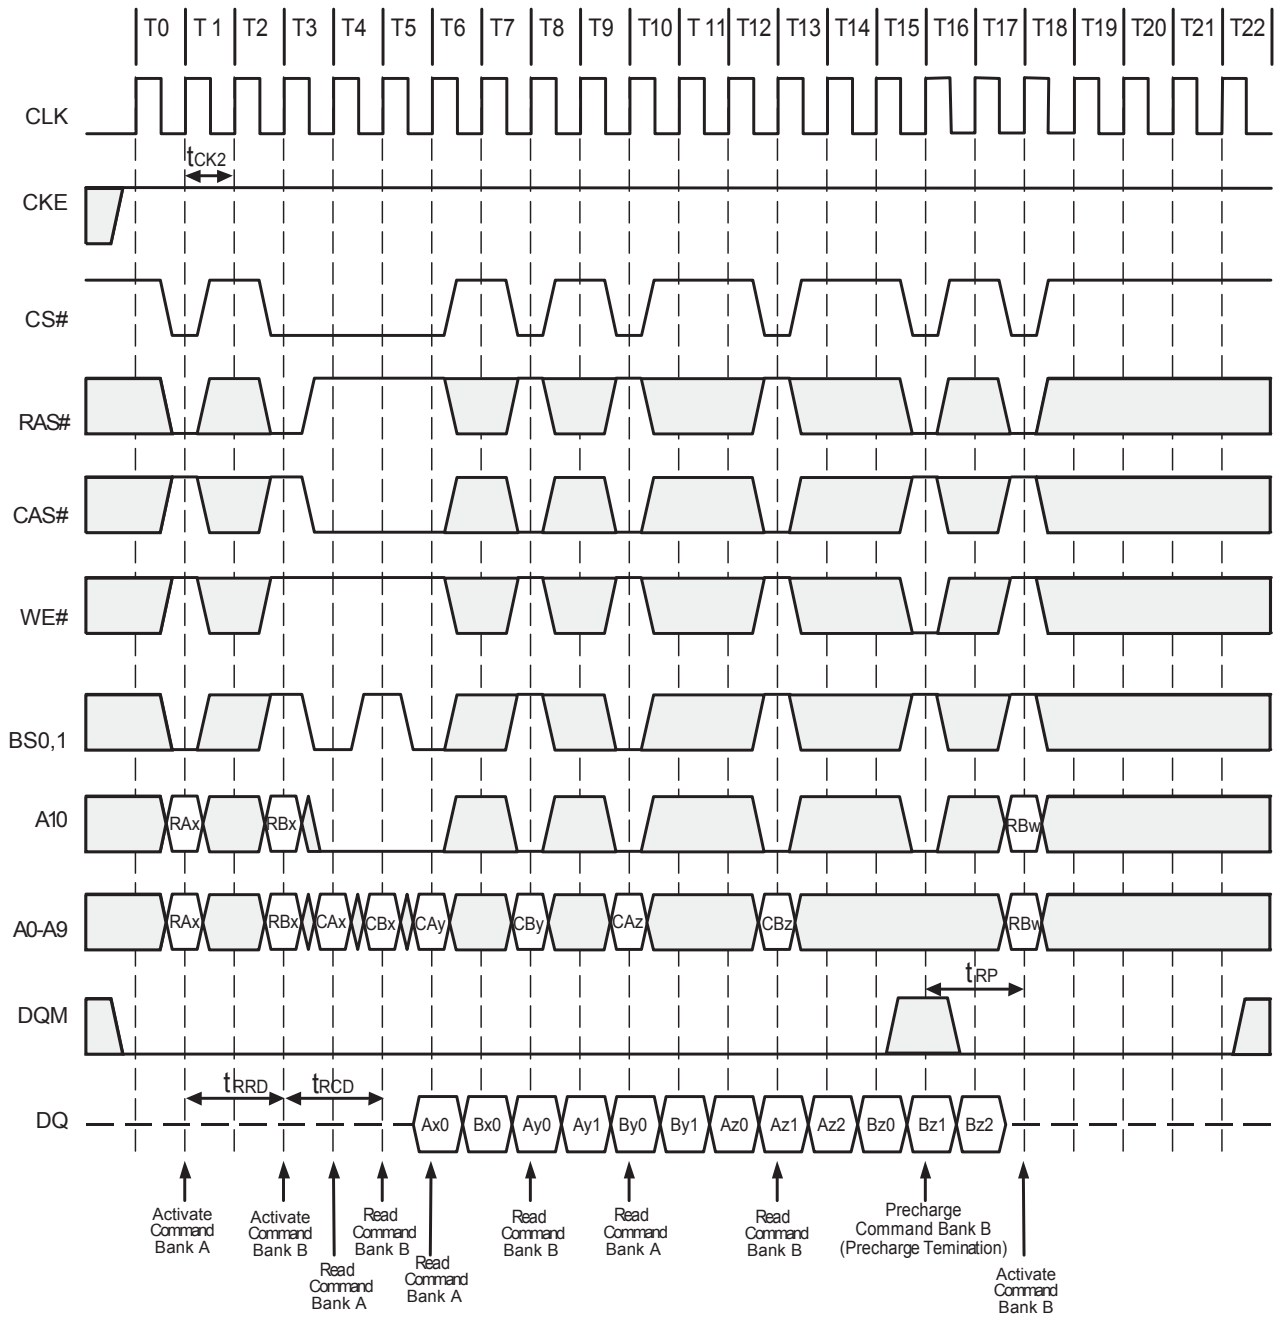 T0 T 1 T2 T3 T4 T5 T6 T7 T8 T9 T10 T 11 T12 T13 T14 T15 T16 T17 T18 T19 T20 T21 T22
CLK
tCK2
CKE
CS#
RAS#
CAS#
WE#
BS0,1
A10
RAx RBx RBw
A0-A9
RAx RBx CAx CBx CAy CBy CAz CBz RBw
tRP
DQM
tRRD tRCD
DQ
Ax0 Bx0 Ay0 Ay1 By0 By1 Az0 Az1 Az2 Bz0 Bz1 Bz2
Activate
Command
Bank A
Activate
Command
Bank B
Read
Command
Bank A
Read
Command
Bank B
Read
Command
Bank A
Read
Command
Bank B
Read
Command
Bank A
Read
Command
Bank B
Precharge
Command Bank B
(Precharge Temination)
Activate
Command
Bank B